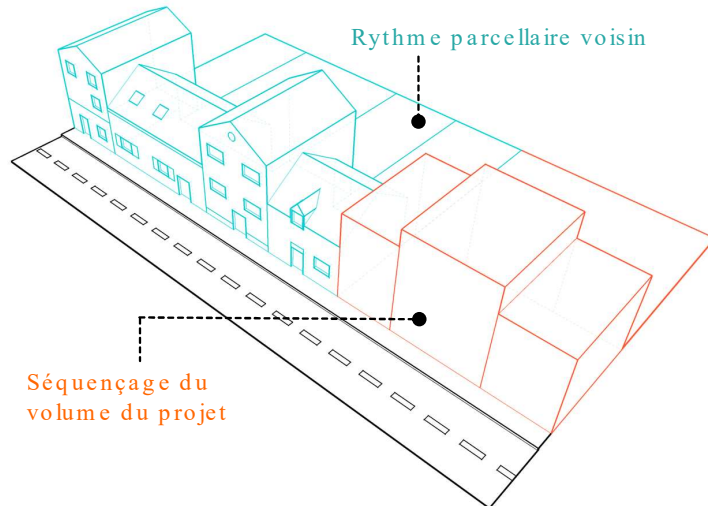 Rythme parcellaire voisin
Séquençage du
volume du projet